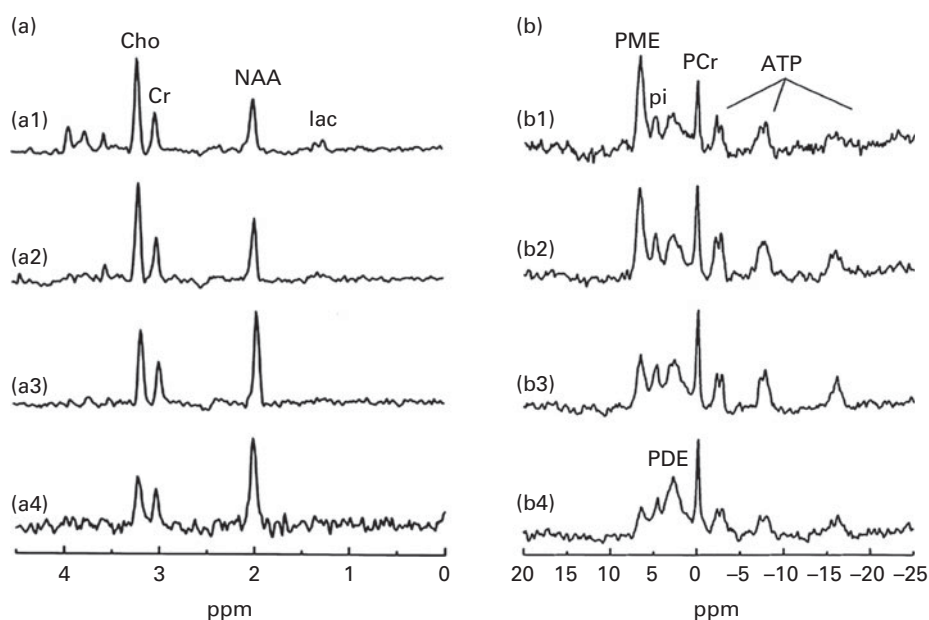 (a)
Cho
Cr
NAA
lac
(a1)
(a2)
(a3)
(a4)
4 3 2 1 0
ppm
(b)
PME
pi
PCr
ATP
(b1)
(b2)
(b3)
PDE
(b4)
20 15 10 5 0 –5 –10 –15 –20 –25
ppm